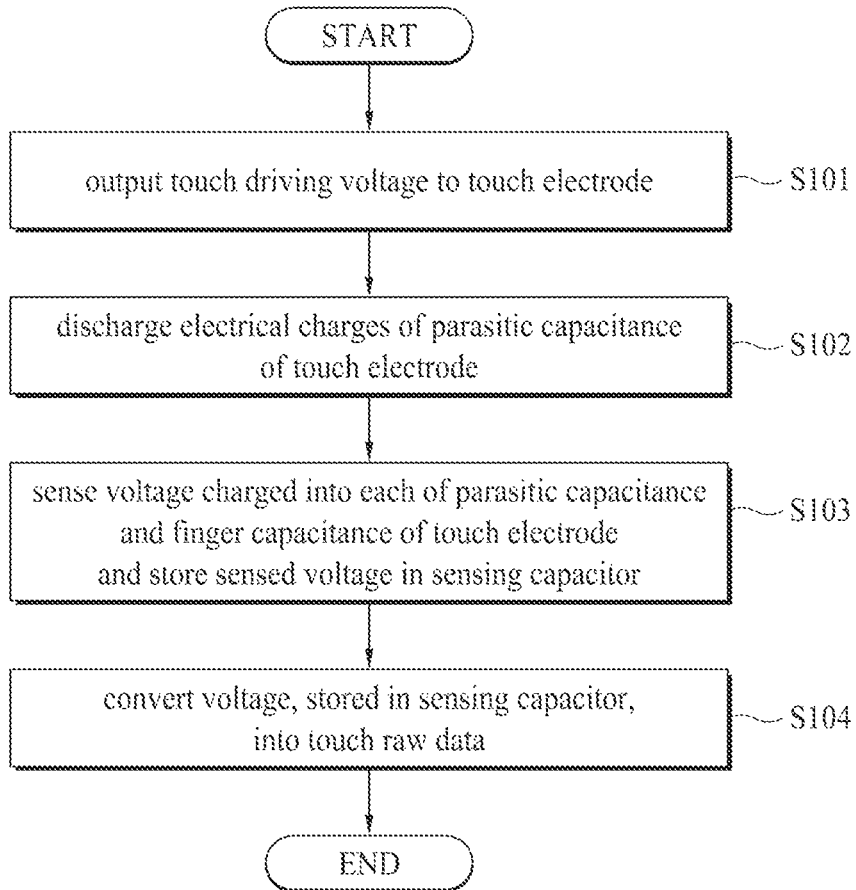 START
output touch driving voltage to touch electrode
S101
discharge electrical charges of parasitic capacitance
of touch electrode
S102
sense voltage charged into each of parasitic capacitance
and finger capacitance of touch electrode
and store sensed voltage in sensing capacitor
S103
convert voltage, stored in sensing capacitor,
into touch raw data
S104
END